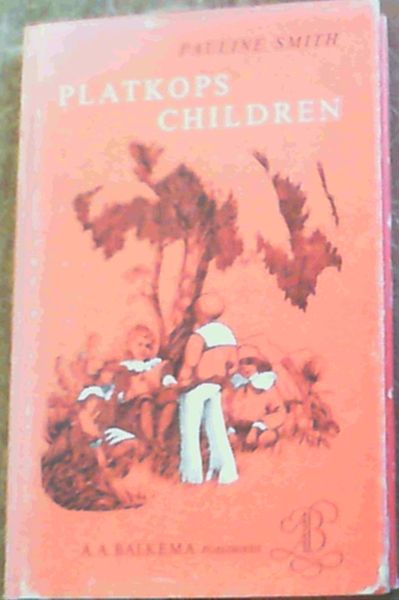 PAULINE SMITH
PLATKOPS
CHILDREN
B
A.A. BALKEMA